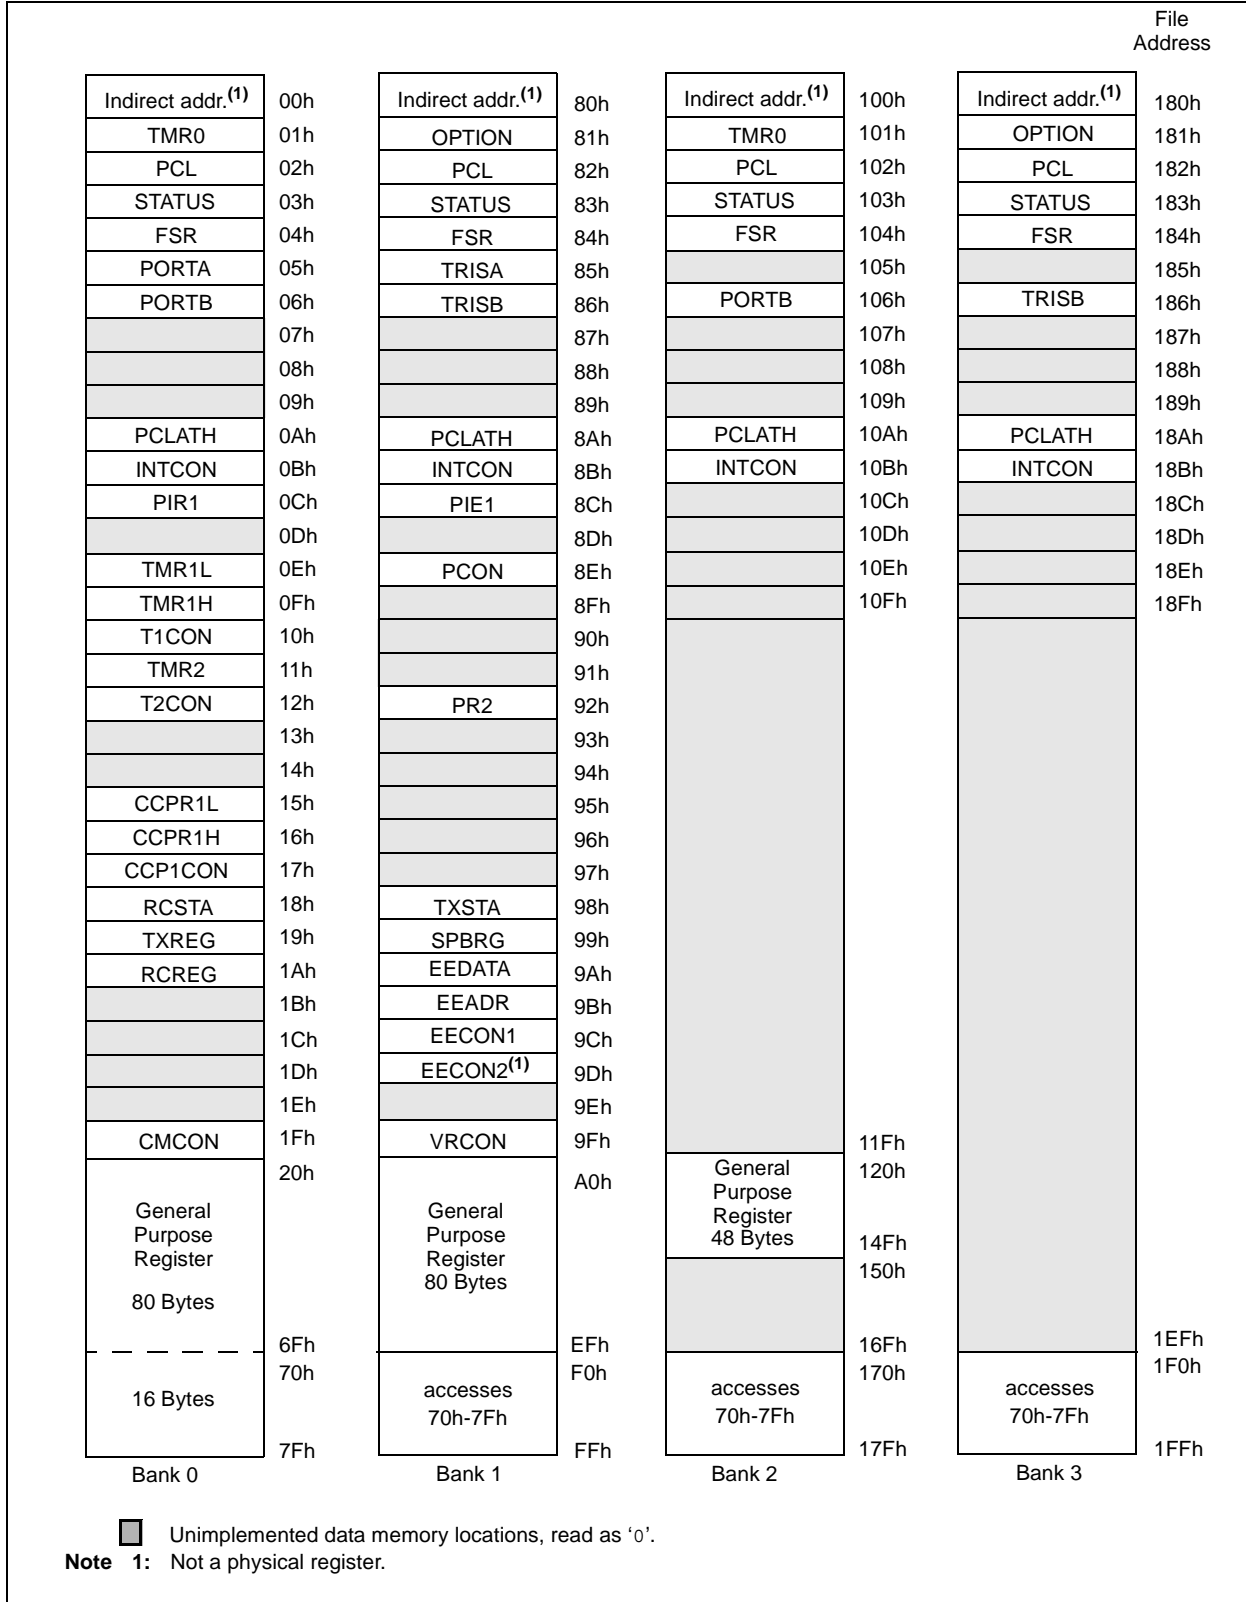 File
Address
Indirect addr.(1) 00h Indirect addr.(1) 80h Indirect addr.(1) 100h Indirect addr.(1) 180h
TMR0 01h OPTION 81h TMR0 101h OPTION 181h
PCL 02h PCL 82h PCL 102h PCL 182h
STATUS 03h STATUS 83h STATUS 103h STATUS 183h
FSR 04h FSR 84h FSR 104h FSR 184h
PORTA 05h TRISA 85h 105h 185h
PORTB 06h TRISB 86h PORTB 106h TRISB 186h
07h 87h 107h 187h
08h 88h 108h 188h
09h 89h 109h 189h
PCLATH 0Ah PCLATH 8Ah PCLATH 10Ah PCLATH 18Ah
INTCON 0Bh INTCON 8Bh INTCON 10Bh INTCON 18Bh
PIR1 0Ch PIE1 8Ch 10Ch 18Ch
0Dh 8Dh 10Dh 18Dh
TMR1L 0Eh PCON 8Eh 10Eh 18Eh
TMR1H 0Fh 8Fh 10Fh 18Fh
T1CON 10h 90h
TMR2 11h 91h
T2CON 12h PR2 92h
13h 93h
14h 94h
CCPR1L 15h 95h
CCPR1H 16h 96h
CCP1CON 17h 97h
RCSTA 18h TXSTA 98h
TXREG 19h SPBRG 99h
RCREG 1Ah EEDATA 9Ah
1Bh EEADR 9Bh
1Ch EECON1 9Ch
1Dh EECON2(1) 9Dh
1Eh 9Eh
CMCON 1Fh VRCON 9Fh 11Fh
20h A0h General 120h
Purpose
General General Register
Purpose Purpose 48 Bytes 14Fh
Register Register 150h
80 Bytes 80 Bytes
6Fh EFh 16Fh 1EFh
70h F0h 170h 1F0h
16 Bytes accesses accesses accesses
70h-7Fh 70h-7Fh 70h-7Fh
7Fh FFh 17Fh 1FFh
Bank 0 Bank 1 Bank 2 Bank 3
Unimplemented data memory locations, read as ‘0’.
Note 1: Not a physical register.